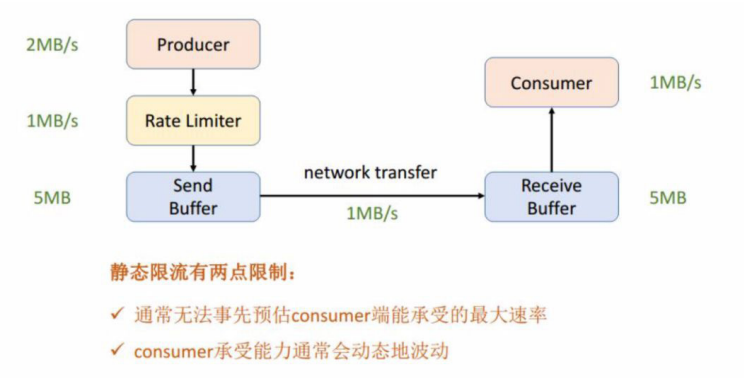 2MB/s
Producer
1MB/s
Rate Limiter
5MB
Send
Buffer
network transfer
1MB/s
Consumer
1MB/s
Receive
Buffer
5MB
静态限流有两点限制：
✓ 通常无法事先预估consumer端能承受的最大速率
✓ consumer承受能力通常会动态地波动